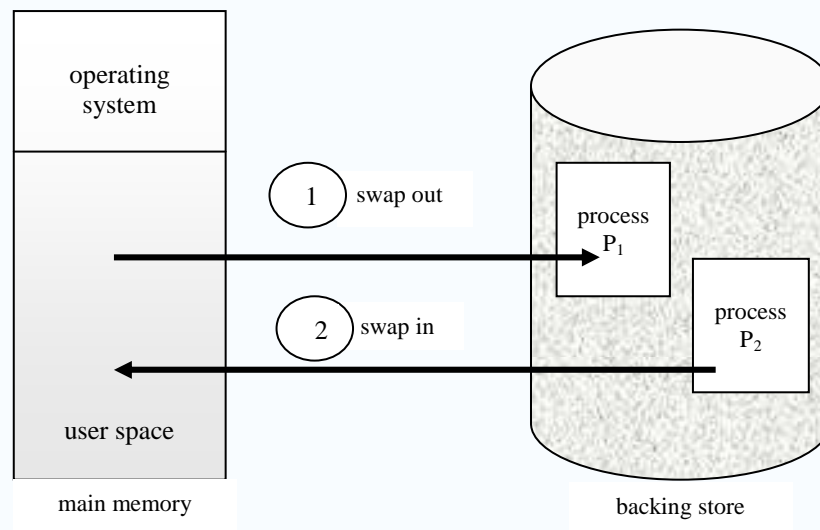 operating
system
1 swap out
process
P₁
2 swap in
process
P₂
user space
main memory
backing store